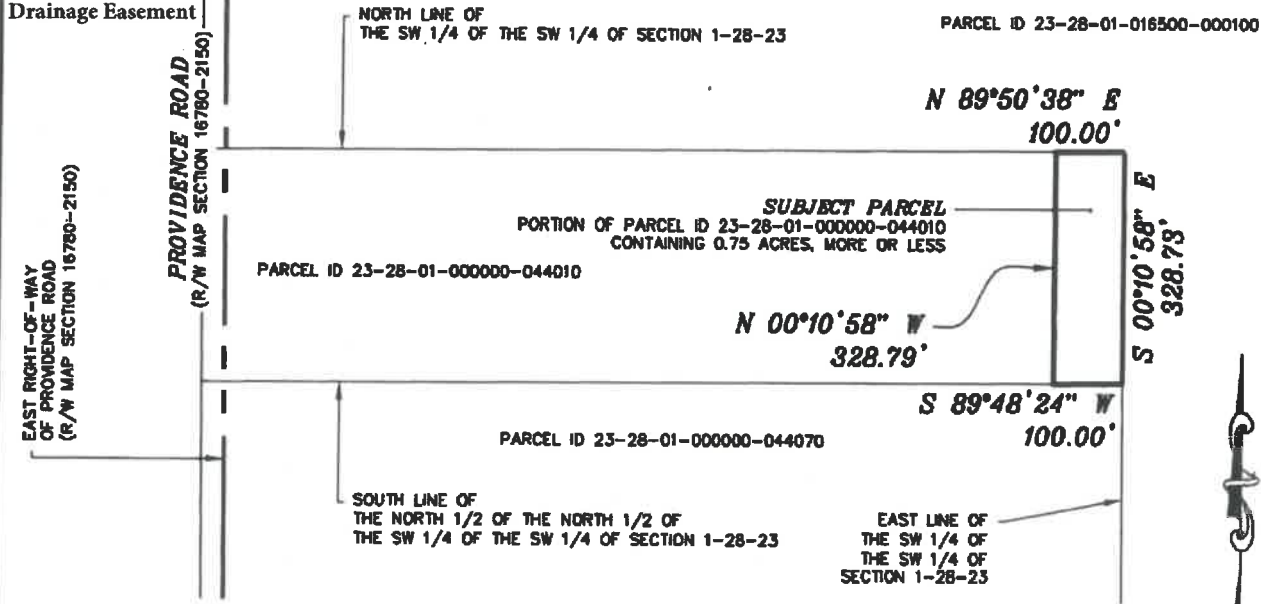 Drainage Easement
NORTH LINE OF
THE SW 1/4 OF THE SW 1/4 OF SECTION 1-28-23
PARCEL ID 23-28-01-016500-000100
PROVIDENCE ROAD
(R/W MAP SECTION 16780-2150)
N 89°50'38" E
100.00'
SUBJECT PARCEL
PORTION OF PARCEL ID 23-28-01-000000-044010
CONTAINING 0.75 ACRES, MORE OR LESS
S 00°10'58" E
328.73'
EAST RIGHT-OF-WAY
OF PROVIDENCE ROAD
(R/W MAP SECTION 16780-2150)
PARCEL ID 23-28-01-000000-044010
N 00°10'58" W
328.79'
S 89°48'24" W
100.00'
PARCEL ID 23-28-01-000000-044070
SOUTH LINE OF
THE NORTH 1/2 OF THE NORTH 1/2 OF
THE SW 1/4 OF THE SW 1/4 OF SECTION 1-28-23
EAST LINE OF
THE SW 1/4 OF
THE SW 1/4 OF
SECTION 1-28-23